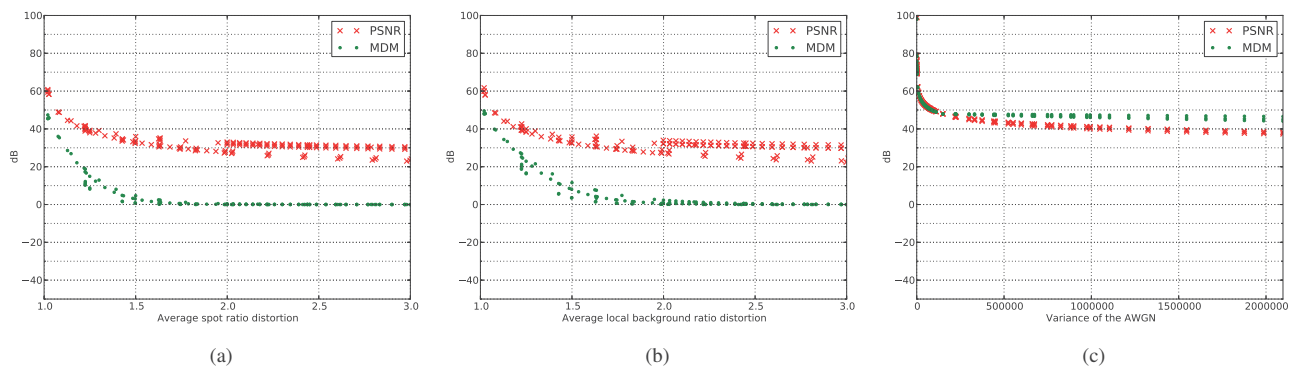 100
80
60
40
20
0
−20
−40
dB
1.0 1.5 2.0 2.5 3.0
Average spot ratio distortion
PSNR
MDM
(a)
100
80
60
40
20
0
−20
−40
dB
1.0 1.5 2.0 2.5 3.0
Average local background ratio distortion
PSNR
MDM
(b)
100
80
60
40
20
0
−20
−40
dB
0 500000 1000000 1500000 2000000
Variance of the AWGN
PSNR
MDM
(c)